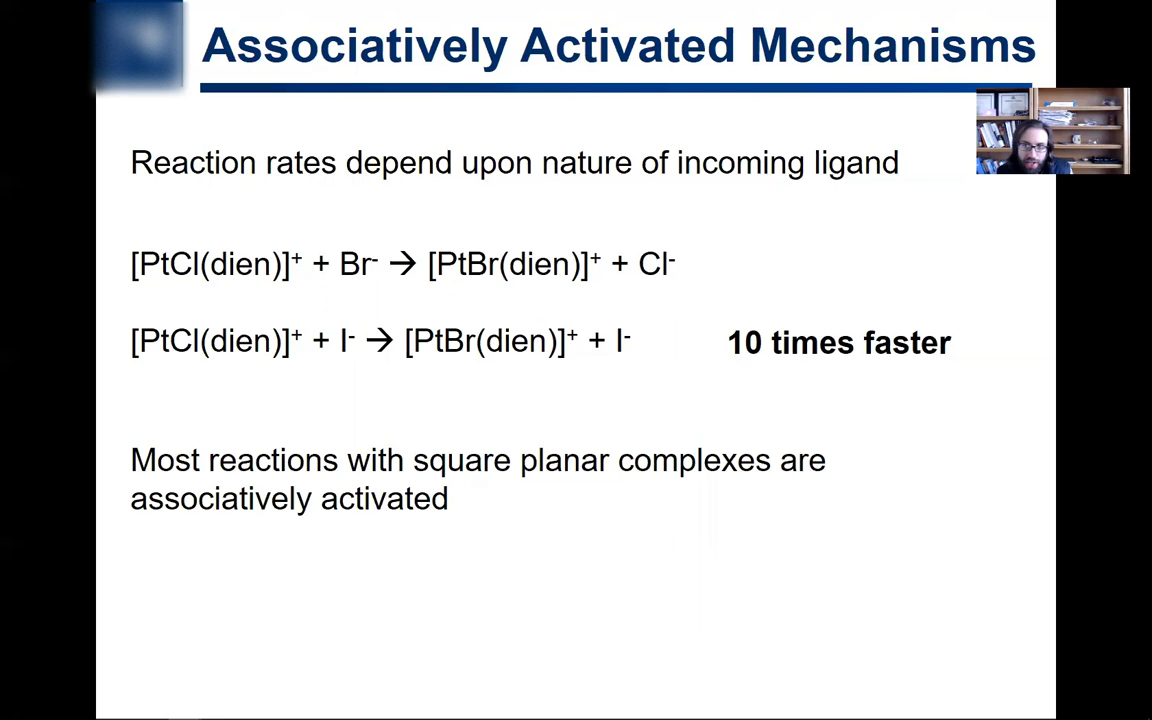 Associatively Activated Mechanisms
Reaction rates depend upon nature of incoming ligand
[PtCl(dien)]⁺ + Br⁻ → [PtBr(dien)]⁺ + Cl⁻
[PtCl(dien)]⁺ + I⁻ → [PtBr(dien)]⁺ + I⁻ 10 times faster
Most reactions with square planar complexes are
associatively activated